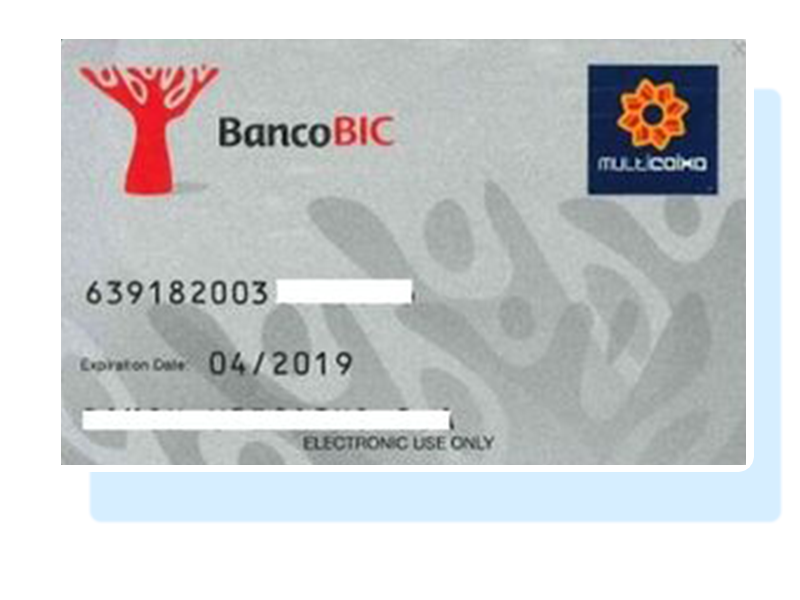 BancoBIC
multicaixa
639182003
Expiration Date: 04/2019
ELECTRONIC USE ONLY